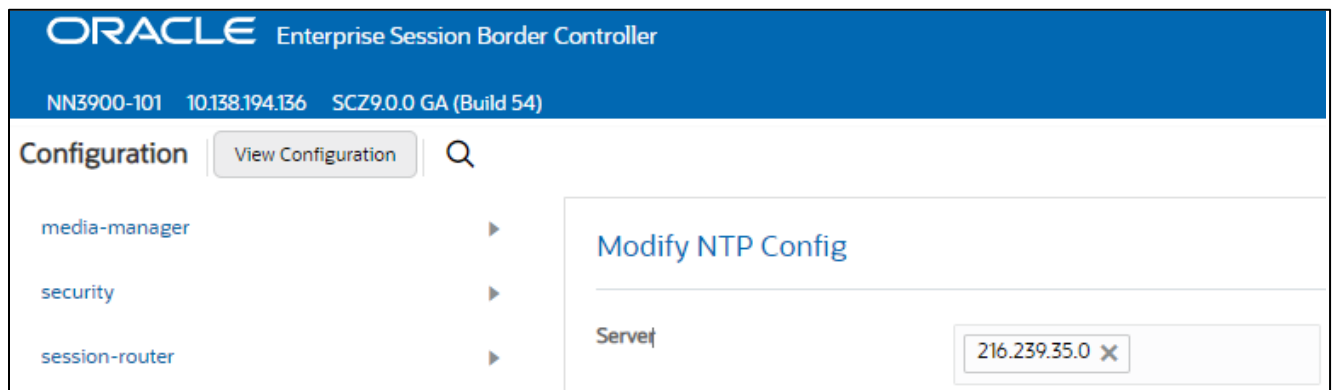 ORACLE Enterprise Session Border Controller
NN3900-101 10.138.194.136 SCZ9.0.0 GA (Build 54)
Configuration View Configuration
media-manager
Modify NTP Config
security
Server 216.239.35.0
session-router